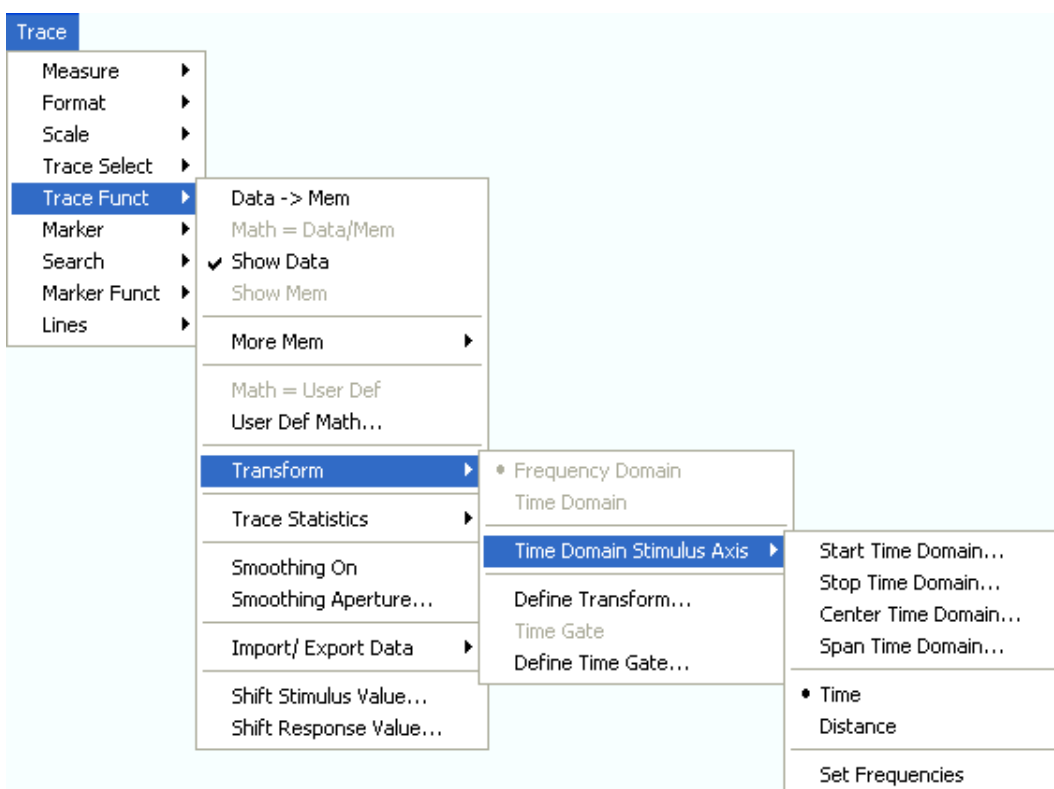 Trace
Measure
Format
Scale
Trace Select
Trace Funct
Marker
Search
Marker Funct
Lines
Data -> Mem
Math = Data/Mem
Show Data
Show Mem
More Mem
Math = User Def
User Def Math...
Transform
Trace Statistics
Smoothing On
Smoothing Aperture...
Import/ Export Data
Shift Stimulus Value...
Shift Response Value...
Frequency Domain
Time Domain
Time Domain Stimulus Axis
Define Transform...
Time Gate
Define Time Gate...
Start Time Domain...
Stop Time Domain...
Center Time Domain...
Span Time Domain...
Time
Distance
Set Frequencies